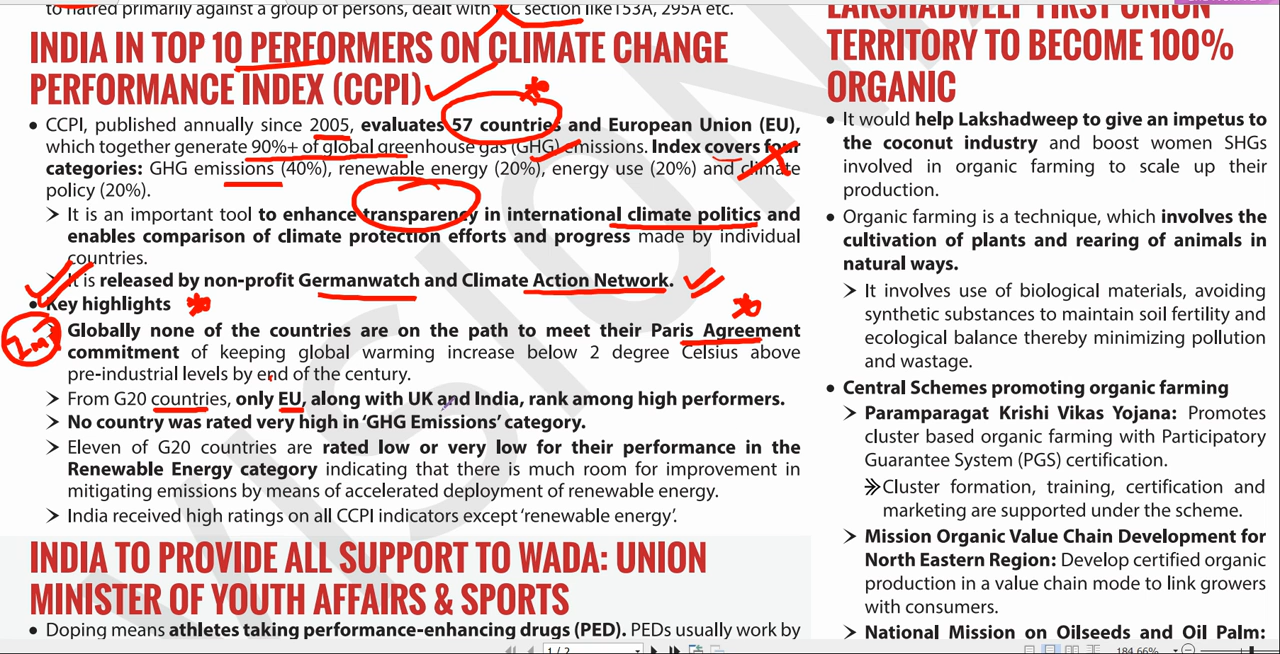 to hatred primarily against a group of persons, dealt with C section like 153A, 295A etc.
INDIA IN TOP 10 PERFORMERS ON CLIMATE CHANGE
PERFORMANCE INDEX (CCPI)
• CCPI, published annually since 2005, evaluates 57 countries and European Union (EU),
which together generate 90%+ of global greenhouse gas (GHG) emissions. Index covers four
categories: GHG emissions (40%), renewable energy (20%), energy use (20%) and climate
policy (20%).
➢ It is an important tool to enhance transparency in international climate politics and
enables comparison of climate protection efforts and progress made by individual
countries.
It is released by non-profit Germanwatch and Climate Action Network.
• Key highlights
Globally none of the countries are on the path to meet their Paris Agreement
commitment of keeping global warming increase below 2 degree Celsius above
pre-industrial levels by end of the century.
➢ From G20 countries, only EU, along with UK and India, rank among high performers.
➢ No country was rated very high in 'GHG Emissions' category.
➢ Eleven of G20 countries are rated low or very low for their performance in the
Renewable Energy category indicating that there is much room for improvement in
mitigating emissions by means of accelerated deployment of renewable energy.
➢ India received high ratings on all CCPI indicators except 'renewable energy'.
INDIA TO PROVIDE ALL SUPPORT TO WADA: UNION
MINISTER OF YOUTH AFFAIRS & SPORTS
• Doping means athletes taking performance-enhancing drugs (PED). PEDs usually work by
LAKSHADWEEP FIRST UNION
TERRITORY TO BECOME 100%
ORGANIC
• It would help Lakshadweep to give an impetus to
the coconut industry and boost women SHGs
involved in organic farming to scale up their
production.
• Organic farming is a technique, which involves the
cultivation of plants and rearing of animals in
natural ways.
➢ It involves use of biological materials, avoiding
synthetic substances to maintain soil fertility and
ecological balance thereby minimizing pollution
and wastage.
• Central Schemes promoting organic farming
➢ Paramparagat Krishi Vikas Yojana: Promotes
cluster based organic farming with Participatory
Guarantee System (PGS) certification.
Cluster formation, training, certification and
marketing are supported under the scheme.
➢ Mission Organic Value Chain Development for
North Eastern Region: Develop certified organic
production in a value chain mode to link growers
with consumers.
➢ National Mission on Oilseeds and Oil Palm:
1 / 2
184.66%